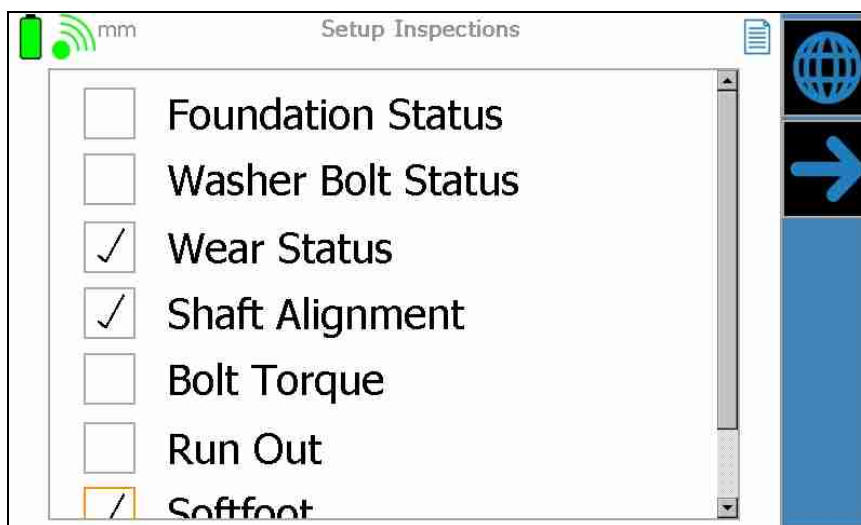 mm
Setup Inspections
Foundation Status
Washer Bolt Status
Wear Status
Shaft Alignment
Bolt Torque
Run Out
Softfoot